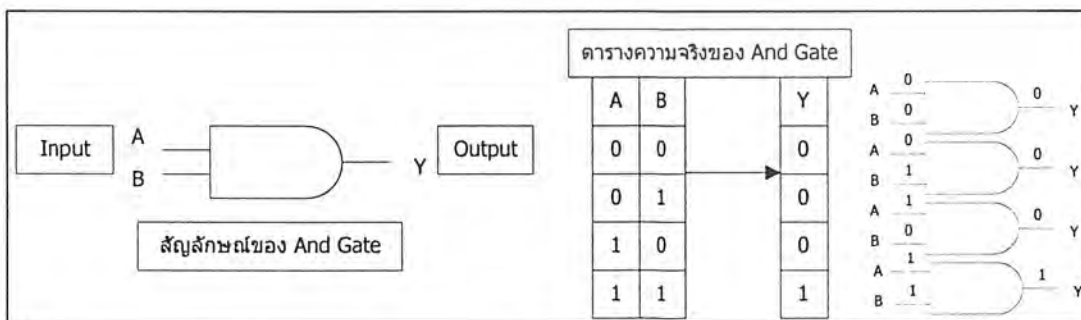 Input
A
B
Y
Output
สัญลักษณ์ของ And Gate
ตารางความจริงของ And Gate
A B Y
0 0 0
0 1 0
1 0 0
1 1 1
A 0
B 0
0 Y
A 0
B 1
0 Y
A 1
B 0
0 Y
A 1
B 1
1 Y